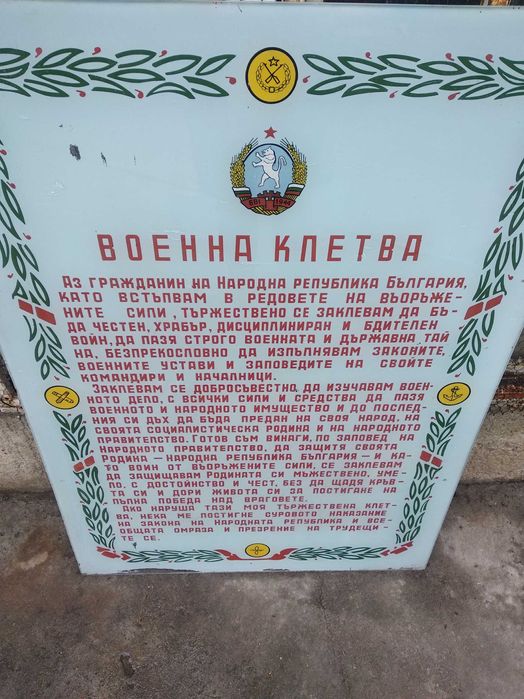 681 1944
ВОЕННА КЛЕТВА
Аз гражданин на Народна република България,
като встъпвам в редовете на въоръже-
ните сили, тържествено се заклевам да бъ-
да честен, храбър, дисциплиниран и бдителен
войн, да пазя строго военната и държавна тай
на, безпрекословно да изпълнявам законите,
военните устави и заповедите на своите
командири и началници.
Заклевам се добросъвестно, да изучавам воен-
ното дело, с всички сили и средства да пазя
военното и народното имущество и до послед-
ния си дъх да бъда предан на своя народ, на
своята социалистическа родина и на народното
правителство. Готов съм винаги, по заповед на
народното правителство, да защитя своята
родина – Народна република България – и ка-
то воин от въоръжените сили, се заклевам
да защищавам Родината си мъжествено, уме-
ло, с достойнство и чест, без да щадя кръв-
та си и дори живота си за постигане на
пълна победа над враговете.
Ако наруша тази моя тържествена клет-
ва, нека ме постигне суровото наказание
на закона на Народната република и все-
общата омраза и презрение на трудещи-
те се.